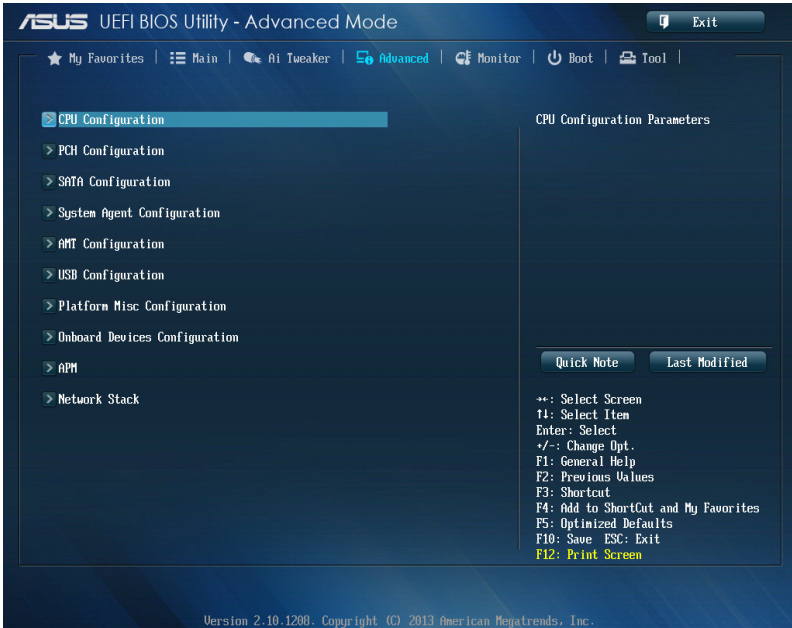 ASUS UEFI BIOS Utility - Advanced Mode
Exit
My Favorites | Main | Ai Tweaker | Advanced | Monitor | Boot | Tool |
CPU Configuration
PCH Configuration
SATA Configuration
System Agent Configuration
AMT Configuration
USB Configuration
Platform Misc Configuration
Onboard Devices Configuration
APM
Network Stack
CPU Configuration Parameters
Quick Note
Last Modified
→←: Select Screen
↑↓: Select Item
Enter: Select
+/-: Change Opt.
F1: General Help
F2: Previous Values
F3: Shortcut
F4: Add to ShortCut and My Favorites
F5: Optimized Defaults
F10: Save ESC: Exit
F12: Print Screen
Version 2.10.1208. Copyright (C) 2013 American Megatrends, Inc.